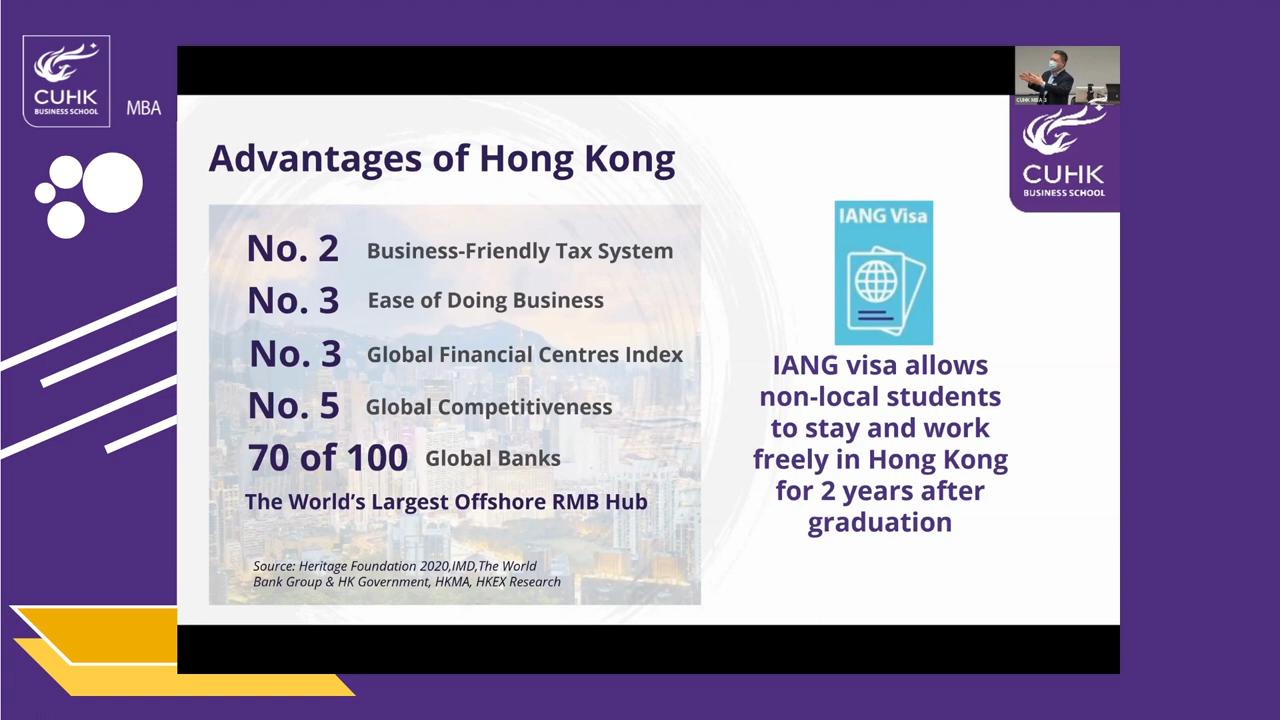 CUHK
BUSINESS SCHOOL
MBA
CUHK MBA 3
CUHK
BUSINESS SCHOOL
Advantages of Hong Kong
No. 2 Business-Friendly Tax System
No. 3 Ease of Doing Business
No. 3 Global Financial Centres Index
No. 5 Global Competitiveness
70 of 100 Global Banks
The World's Largest Offshore RMB Hub
Source: Heritage Foundation 2020,IMD,The World
Bank Group & HK Government, HKMA, HKEX Research
IANG Visa
IANG visa allows
non-local students
to stay and work
freely in Hong Kong
for 2 years after
graduation